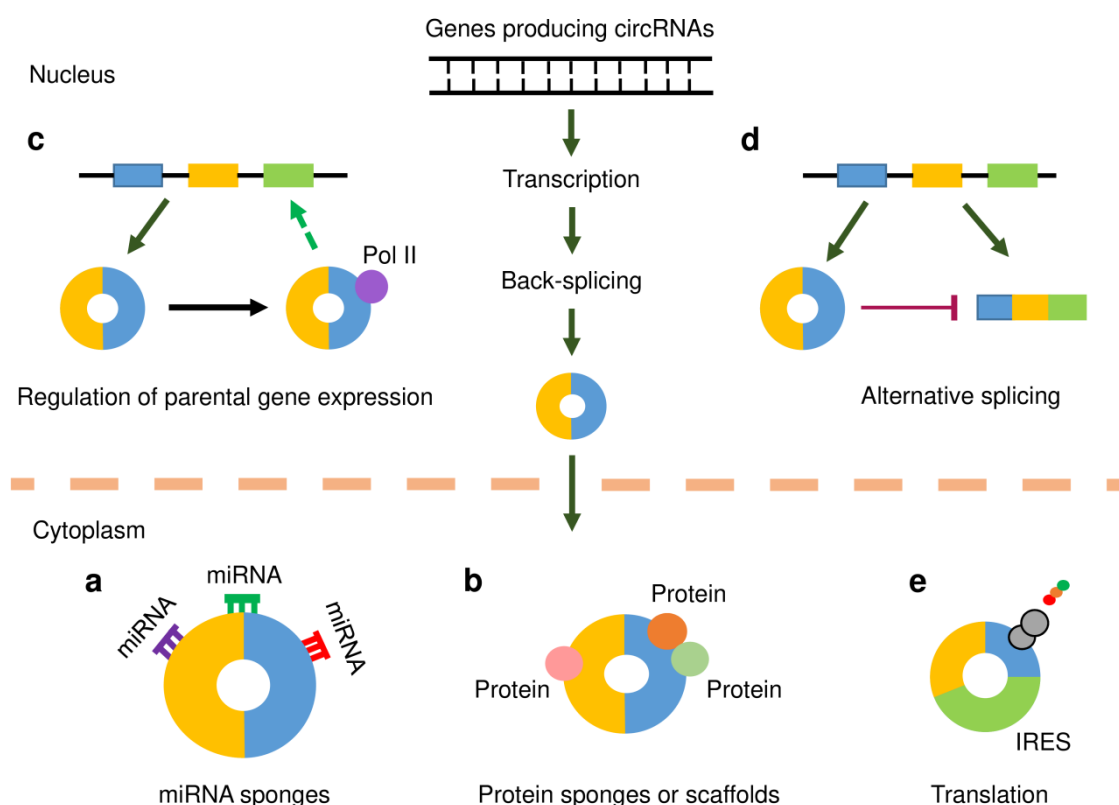 Genes producing circRNAs
Nucleus
c
d
Transcription
Pol II
Back-splicing
Regulation of parental gene expression
Alternative splicing
Cytoplasm
a
miRNA
miRNA
miRNA
b
Protein
Protein
Protein
e
IRES
miRNA sponges
Protein sponges or scaffolds
Translation